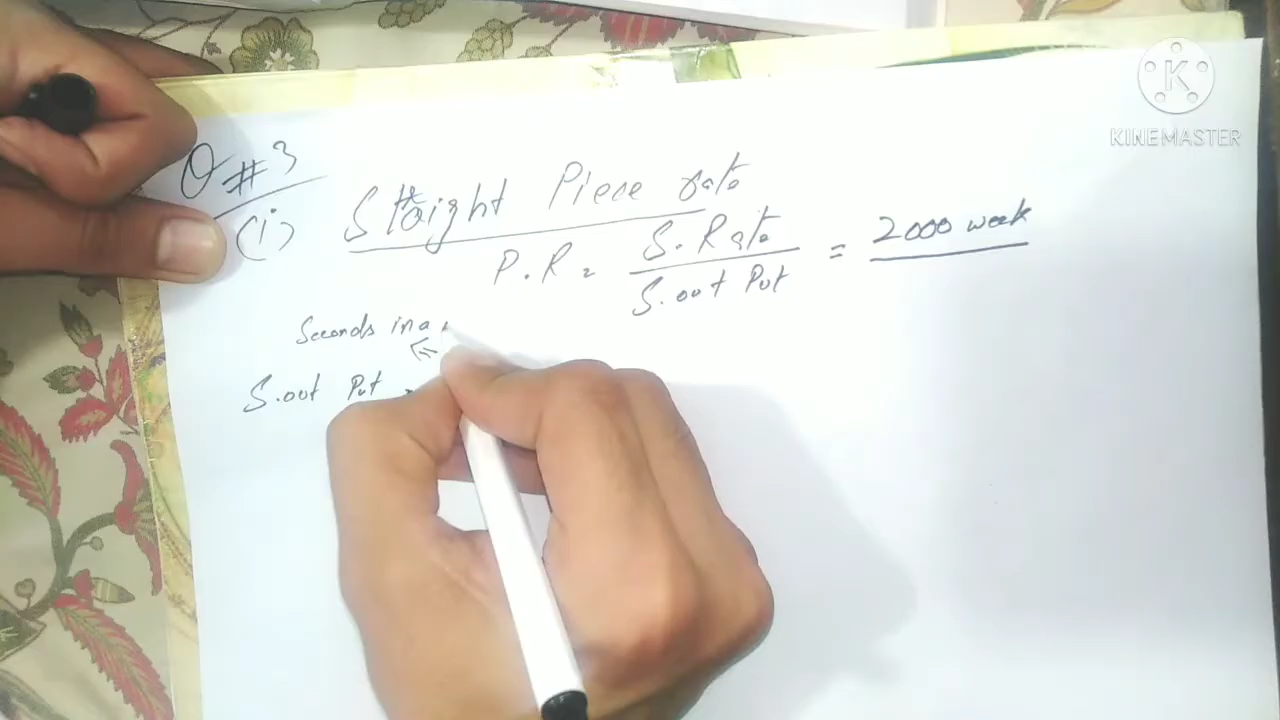 Q#3
(i) Straight Piece rate
P.R = S.Rate / S.out Put = 2000 week
Seconds in a
S.out Put =
K
KINEMASTER